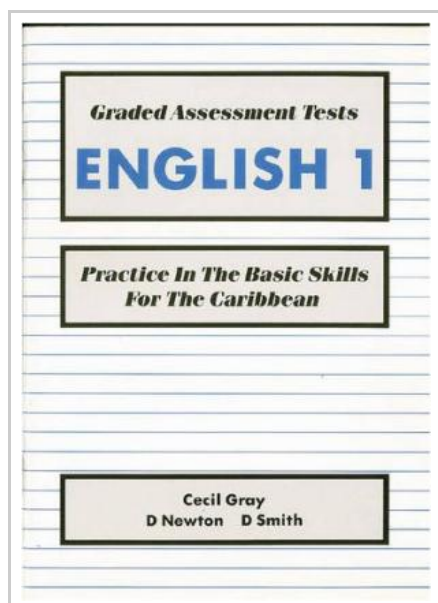 Graded Assessment Tests
ENGLISH 1
Practice In The Basic Skills
For The Caribbean
Cecil Gray
D Newton D Smith